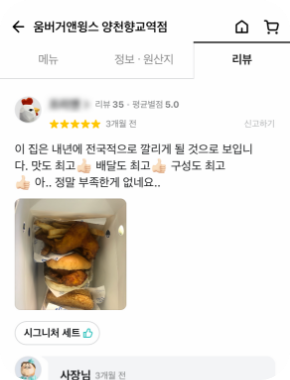 움버거앤윙스 양천향교역점
메뉴
정보 · 원산지
리뷰
리뷰 35 · 평균별점 5.0
★★★★★ 3개월 전
신고하기
이 집은 내년에 전국적으로 깔리게 될 것으로 보입니
다. 맛도 최고👍🏻 배달도 최고👍🏻 구성도 최고
👍🏻 아.. 정말 부족한게 없네요..
시그니처 세트
사장님 3개월 전